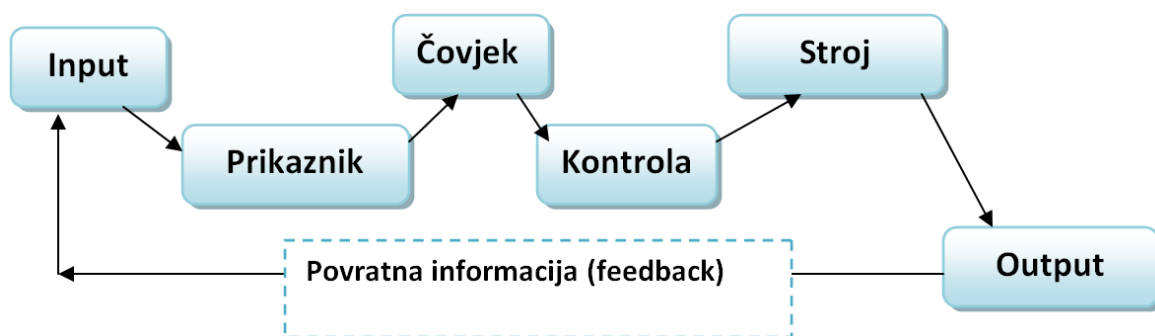 Input
Prikaznik
Čovjek
Kontrola
Stroj
Output
Povratna informacija (feedback)